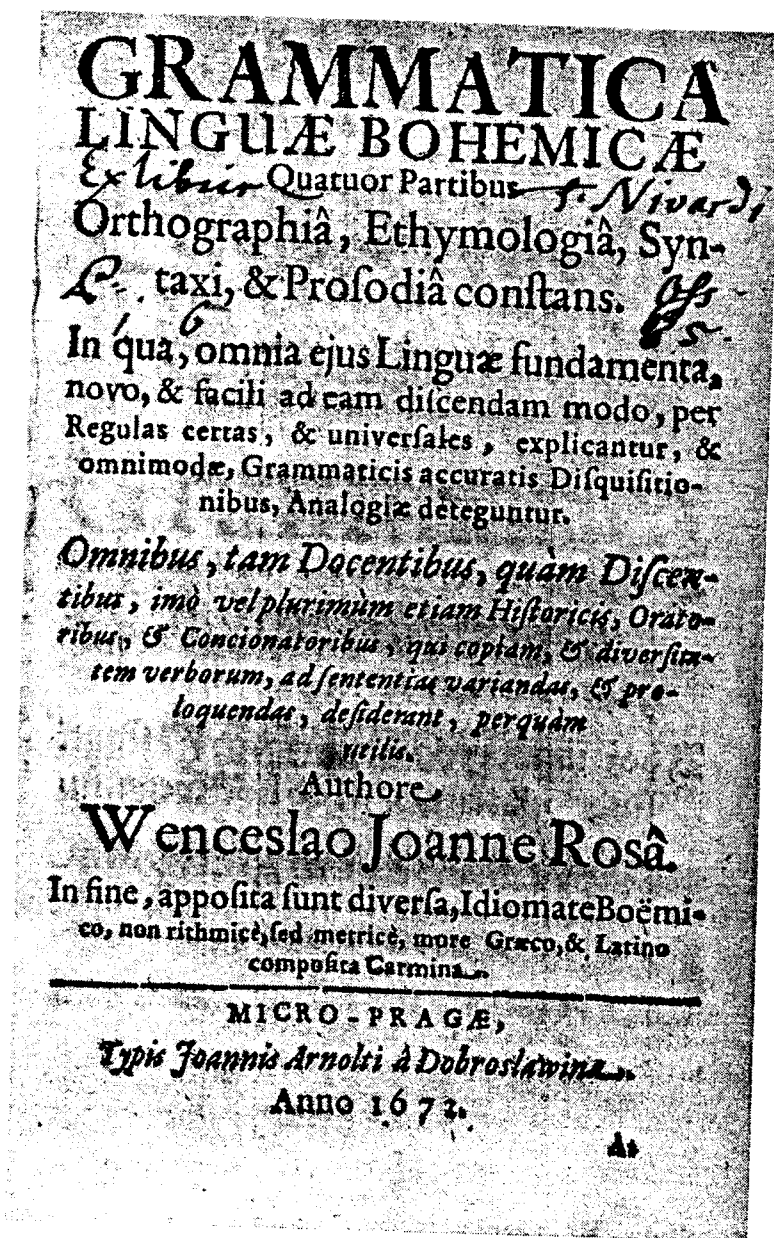 GRAMMATICA
LINGUÆ BOHEMICÆ
Ex libris Quatuor Partibus f. Nivardi
Orthographiâ, Ethymologiâ, Syn-
taxi, & Proſodiâ conſtans.
In qua, omnia ejus Linguæ fundamenta,
novo, & facili ad eam diſcendam modo, per
Regulas certas, & univerſales, explicantur, &
omnimodæ, Grammaticis accuratis Diſquiſitio-
nibus, Analogiæ deteguntur.
Omnibus, tam Docentibus, quàm Diſcen-
tibus, imò vel plurimùm etiam Hiſtoricis, Orato-
ribus, & Concionatoribus, qui copiam, & diverſita-
tem verborum, ad ſententias variandas, & pro-
loquendas, deſiderant, perquàm
utilis.
Authore
Wenceslao Joanne Rosâ.
In fine, appoſita ſunt diverſa, Idiomate Boëmi-
co, non rithmicè, ſed metricè, more Græco, & Latino
compoſita Carmina.
MICRO-PRAGÆ,
Typis Joannis Arnolti à Dobroslawina.
Anno 1672.